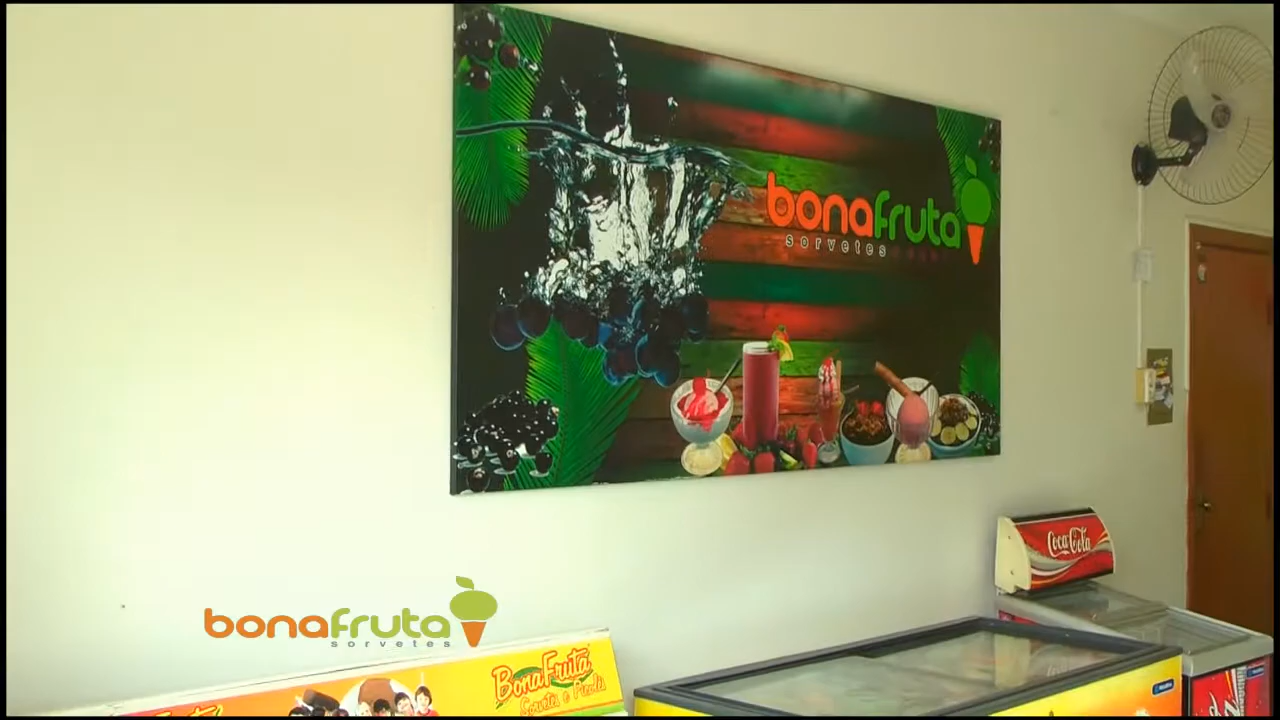 bonafruta
sorvetes
Coca-Cola
bonafruta
sorvetes
BonaFruta
Sorvetes e Picolés